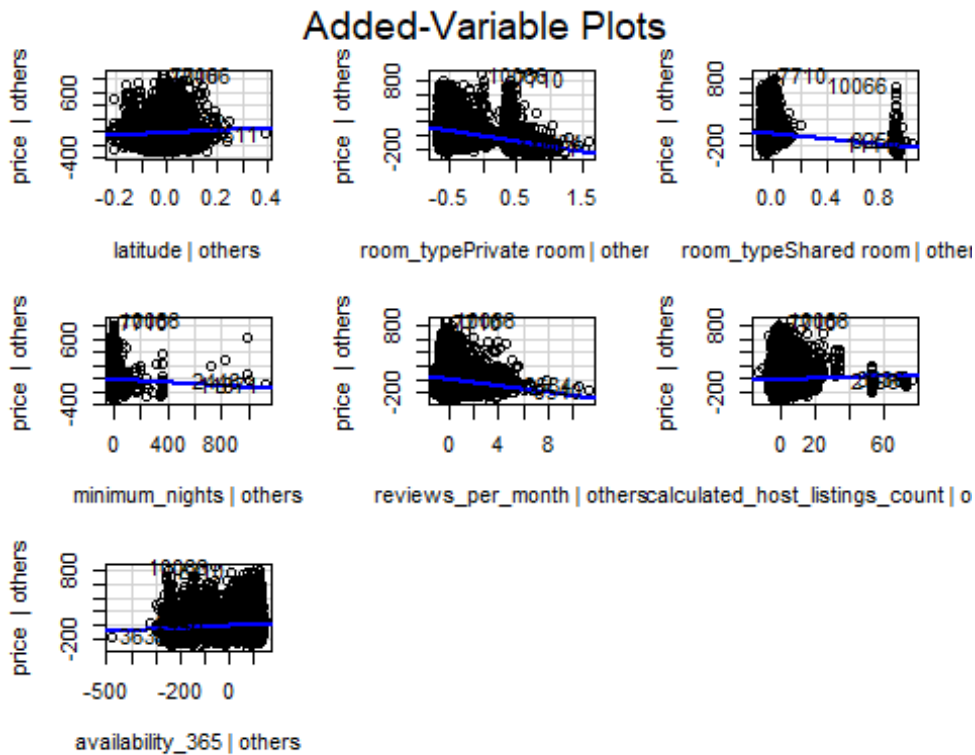 Added-Variable Plots
price | others
600
-400
-0.2 0.0 0.2 0.4
latitude | others
price | others
800
-200
10066
7710
-0.5 0.5 1.5
room_typePrivate room | other
price | others
800
-200
7710
10066
0.0 0.4 0.8
room_typeShared room | other
price | others
600
-400
0 400 800
minimum_nights | others
price | others
800
-200
0 4 8
reviews_per_month | others
price | others
800
-200
0 20 60
calculated_host_listings_count | o
price | others
800
-200
-500 -200 0
availability_365 | others